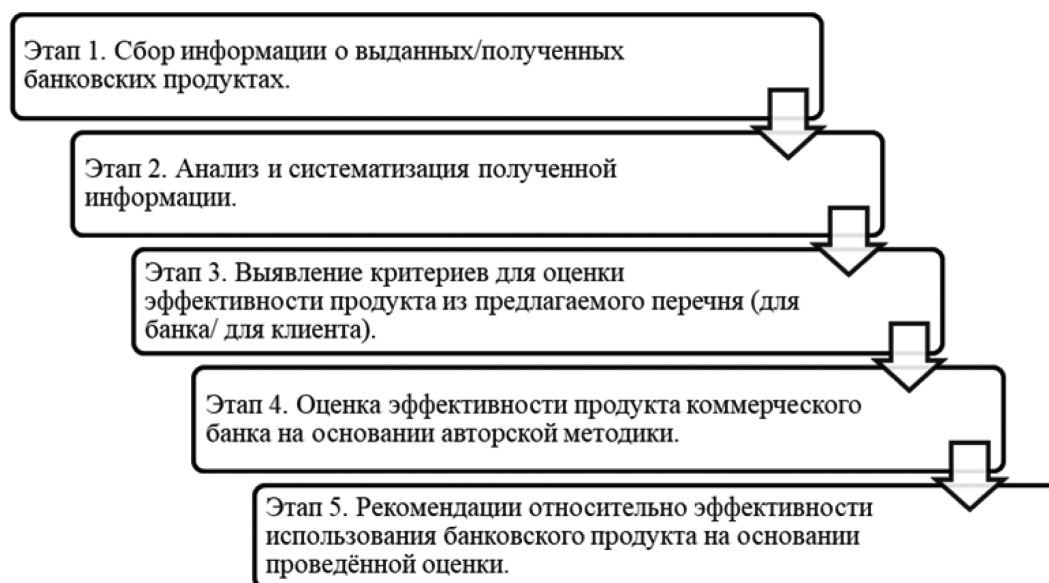 Этап 1. Сбор информации о выданных/полученных
банковских продуктах.
Этап 2. Анализ и систематизация полученной
информации.
Этап 3. Выявление критериев для оценки
эффективности продукта из предлагаемого перечня (для
банка/ для клиента).
Этап 4. Оценка эффективности продукта коммерческого
банка на основании авторской методики.
Этап 5. Рекомендации относительно эффективности
использования банковского продукта на основании
проведённой оценки.